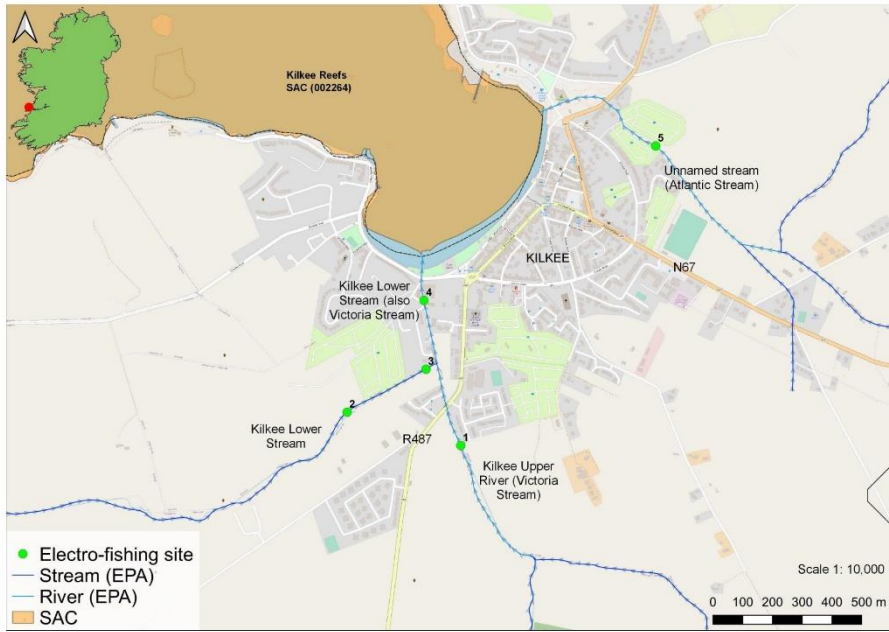 Kilkee Reefs
SAC (002264)
5
Unnamed stream
(Atlantic Stream)
KILKEE
N67
Kilkee Lower
Stream (also
Victoria Stream)
4
3
2
Kilkee Lower
Stream
R487
1
Kilkee Upper
River (Victoria
Stream)
Electro-fishing site
Stream (EPA)
River (EPA)
SAC
Scale 1: 10,000
0 100 200 300 400 500 m